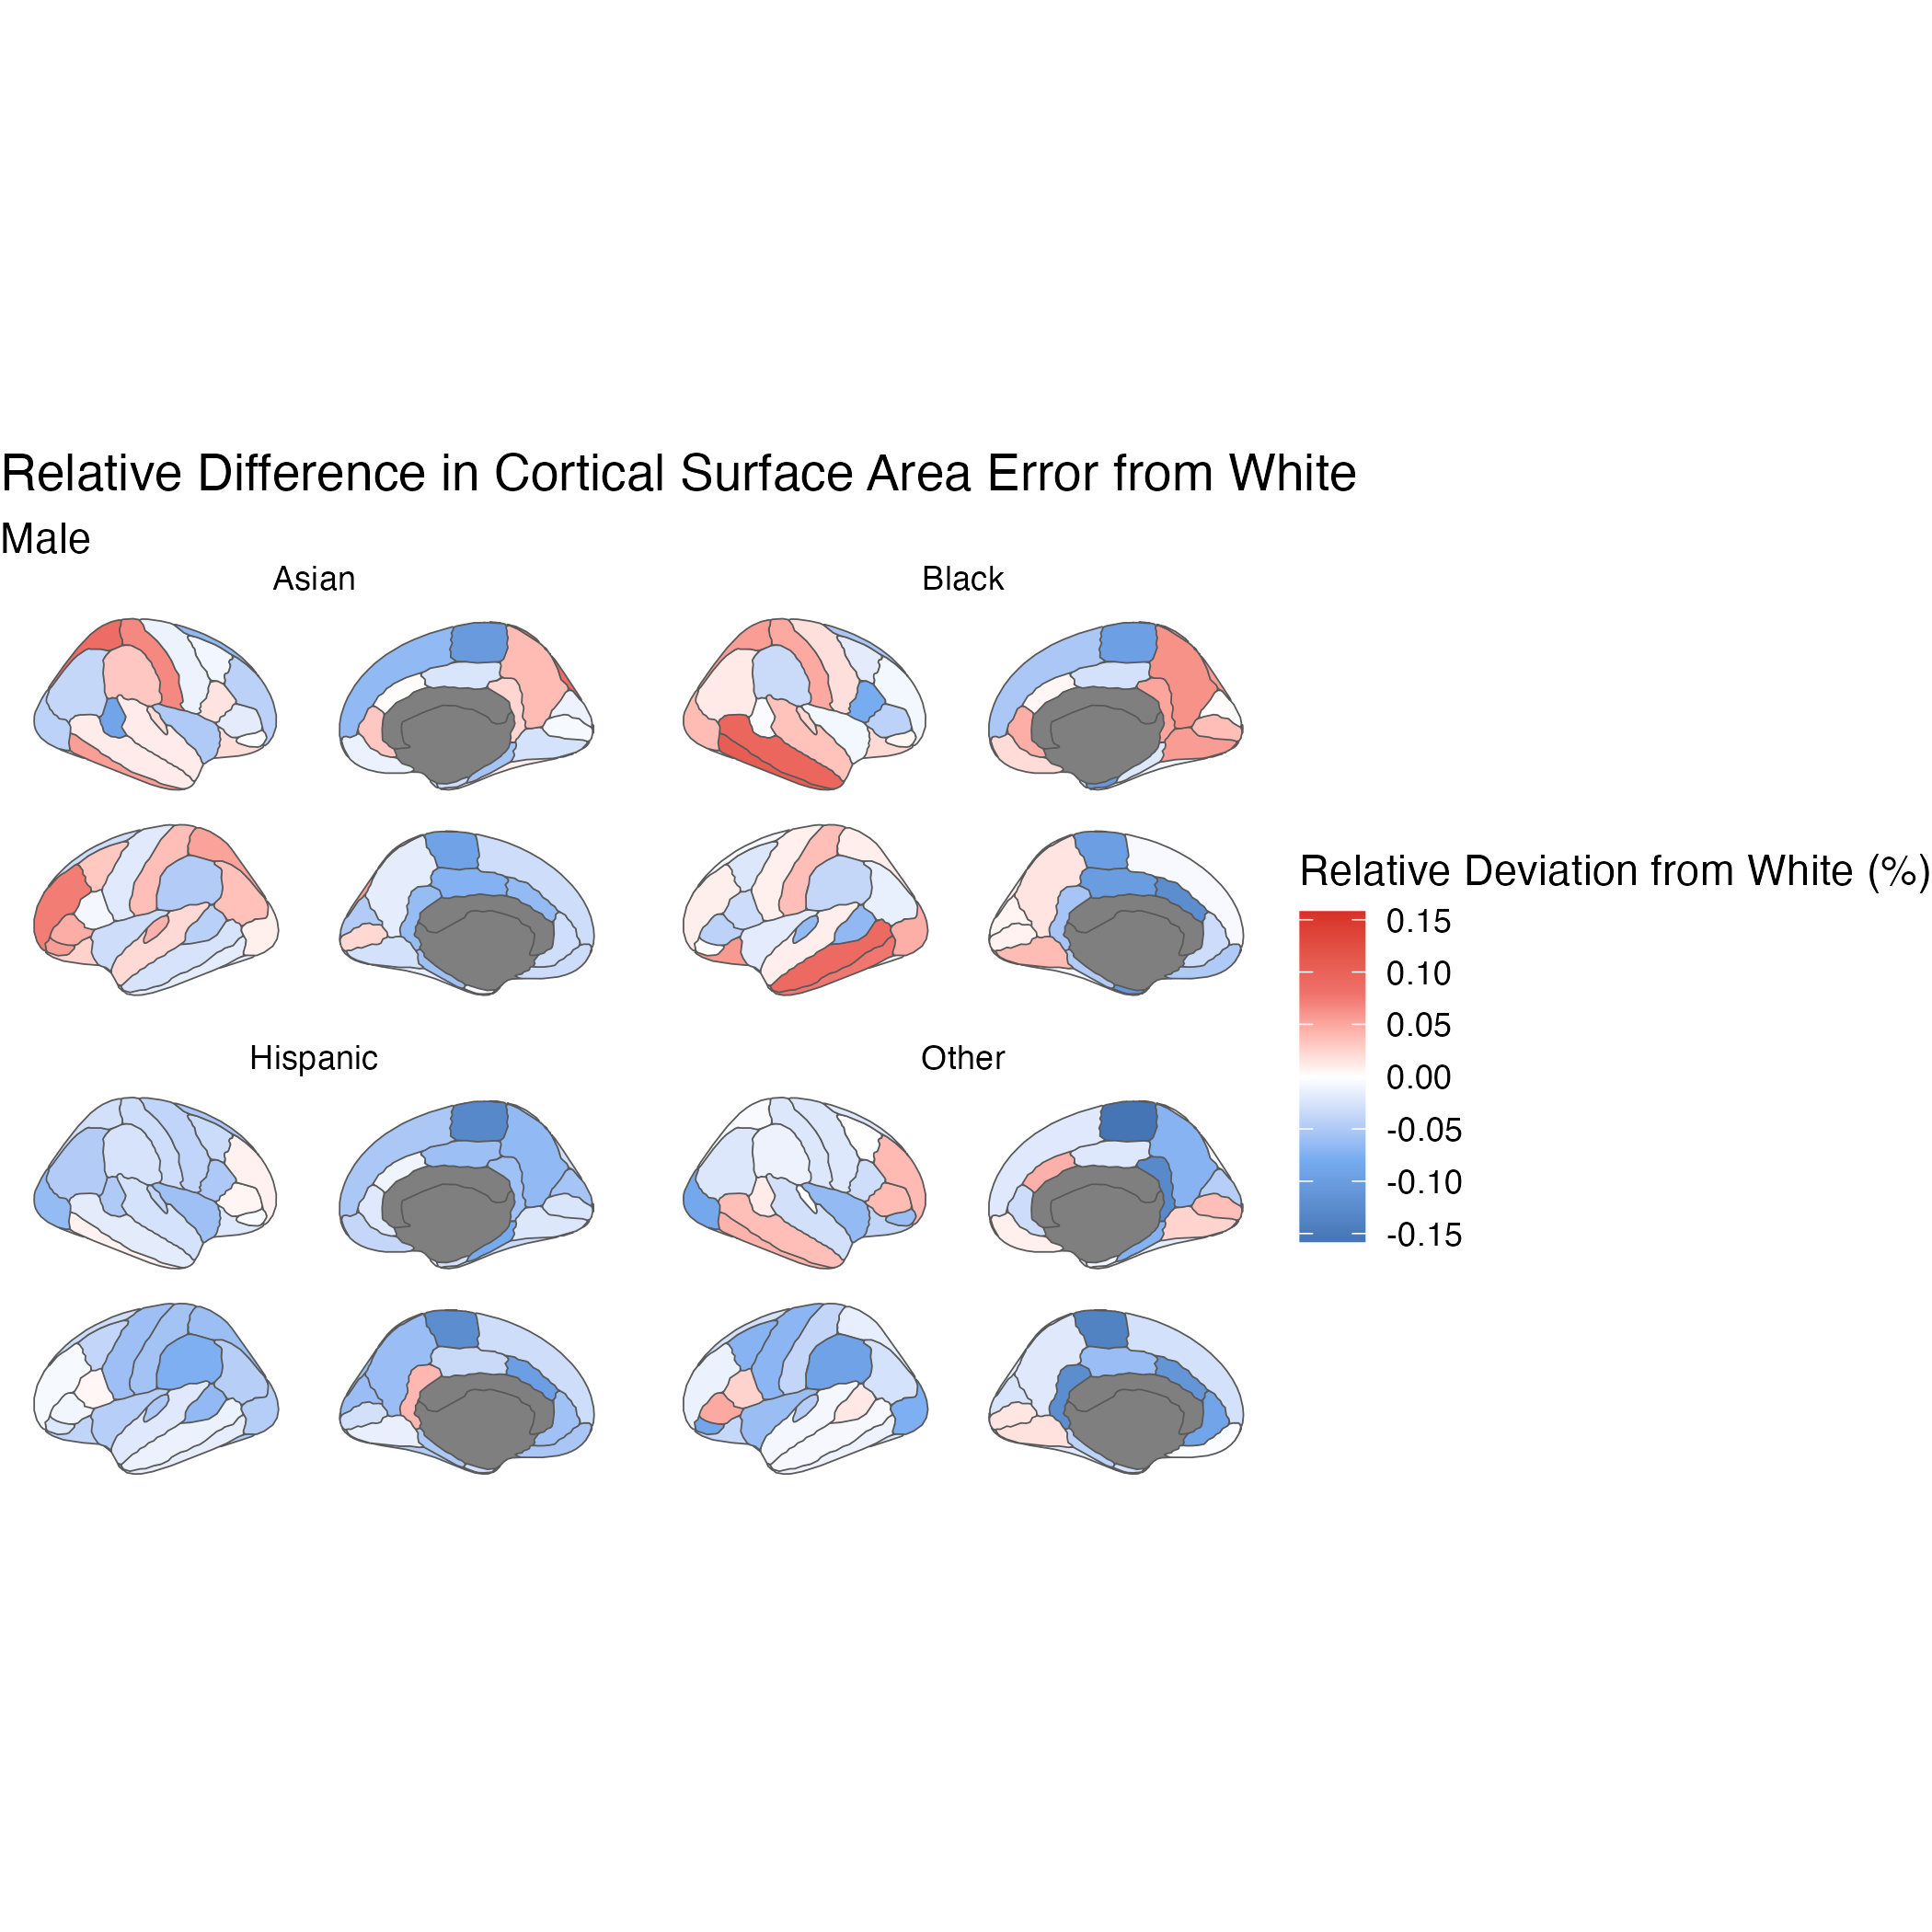 Relative Difference in Cortical Surface Area Error from White
Male
Asian
Black
Hispanic
Other
Relative Deviation from White (%)
0.15
0.10
0.05
0.00
-0.05
-0.10
-0.15